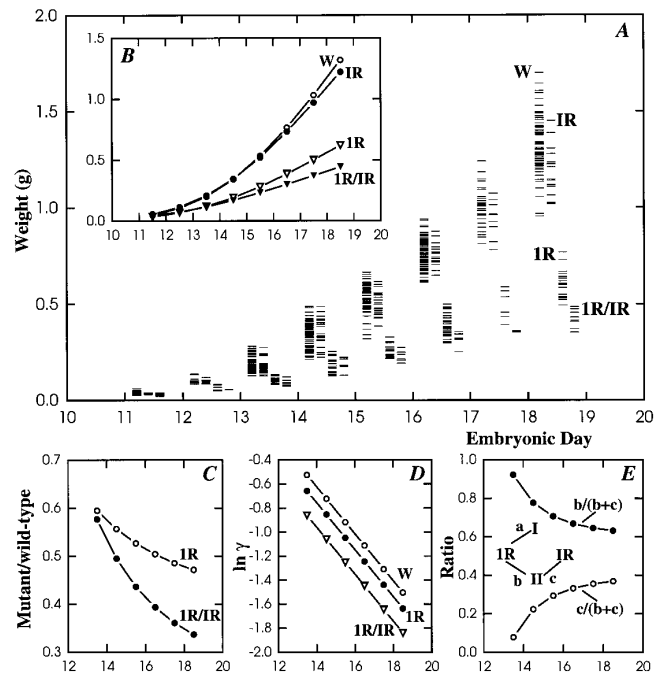 A
2.0
1.5
1.0
0.5
0.0
Weight (g)
10 11 12 13 14 15 16 17 18 19 20
Embryonic Day
W
IR
1R
1R/IR
B
1.5
1.0
0.5
0.0
10 11 12 13 14 15 16 17 18 19 20
W
IR
1R
1R/IR
C
0.7
0.6
0.5
0.4
0.3
Mutant/wild-type
12 14 16 18 20
1R
1R/IR
D
-0.4
-0.6
-0.8
-1.0
-1.2
-1.4
-1.6
-1.8
-2.0
ln γ
12 14 16 18 20
W
1R
1R/IR
E
1.0
0.8
0.6
0.4
0.2
0.0
Ratio
12 14 16 18 20
b/(b+c)
a I
1R IR
b II c
c/(b+c)